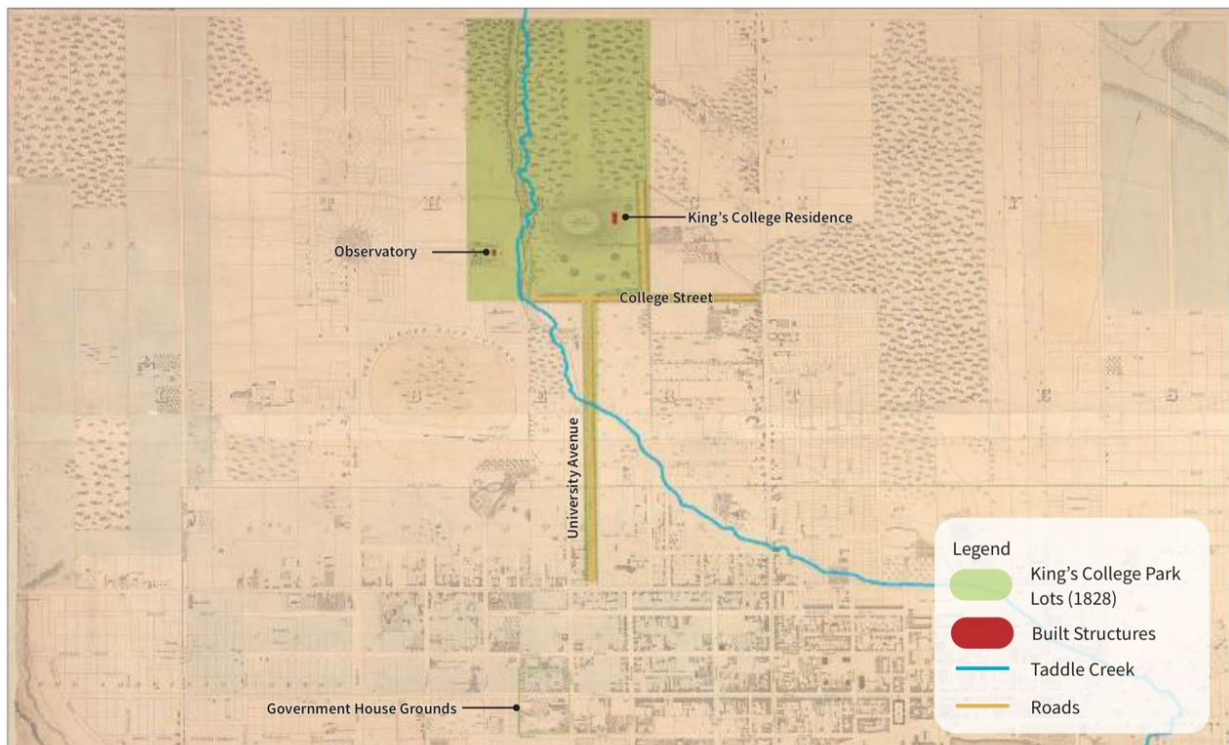 King's College Residence
Observatory
College Street
University Avenue
Government House Grounds
Legend
King's College Park
Lots (1828)
Built Structures
Taddle Creek
Roads